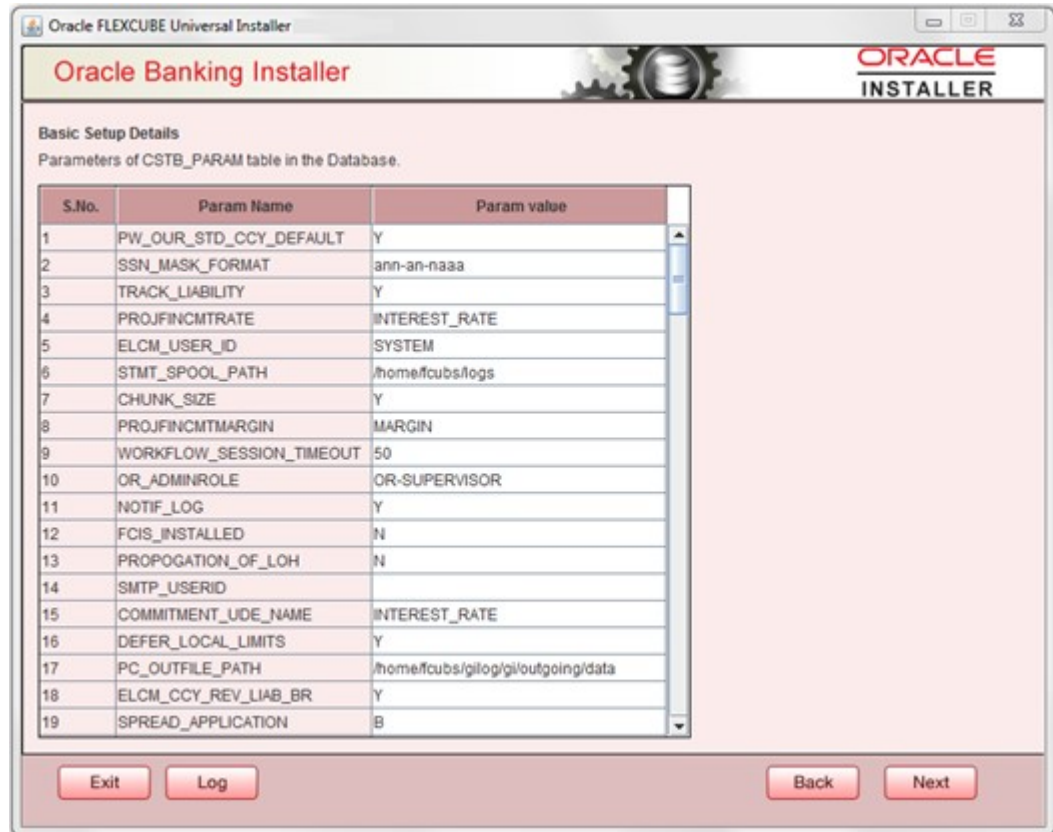 Oracle FLEXCUBE Universal Installer
Oracle Banking Installer
ORACLE
INSTALLER
Basic Setup Details
Parameters of CSTB_PARAM table in the Database.
S.No. Param Name Param value
1 PW_OUR_STD_CCY_DEFAULT Y
2 SSN_MASK_FORMAT ann-an-naaa
3 TRACK_LIABILITY Y
4 PROJFINCMTRATE INTEREST_RATE
5 ELCM_USER_ID SYSTEM
6 STMT_SPOOL_PATH /home/fcubs/logs
7 CHUNK_SIZE Y
8 PROJFINCMTMARGIN MARGIN
9 WORKFLOW_SESSION_TIMEOUT 50
10 OR_ADMINROLE OR-SUPERVISOR
11 NOTIF_LOG Y
12 FCIS_INSTALLED N
13 PROPOGATION_OF_LOH N
14 SMTP_USERID
15 COMMITMENT_UDE_NAME INTEREST_RATE
16 DEFER_LOCAL_LIMITS Y
17 PC_OUTFILE_PATH /home/fcubs/gilog/gi/outgoing/data
18 ELCM_CCY_REV_LIAB_BR Y
19 SPREAD_APPLICATION B
Exit Log Back Next